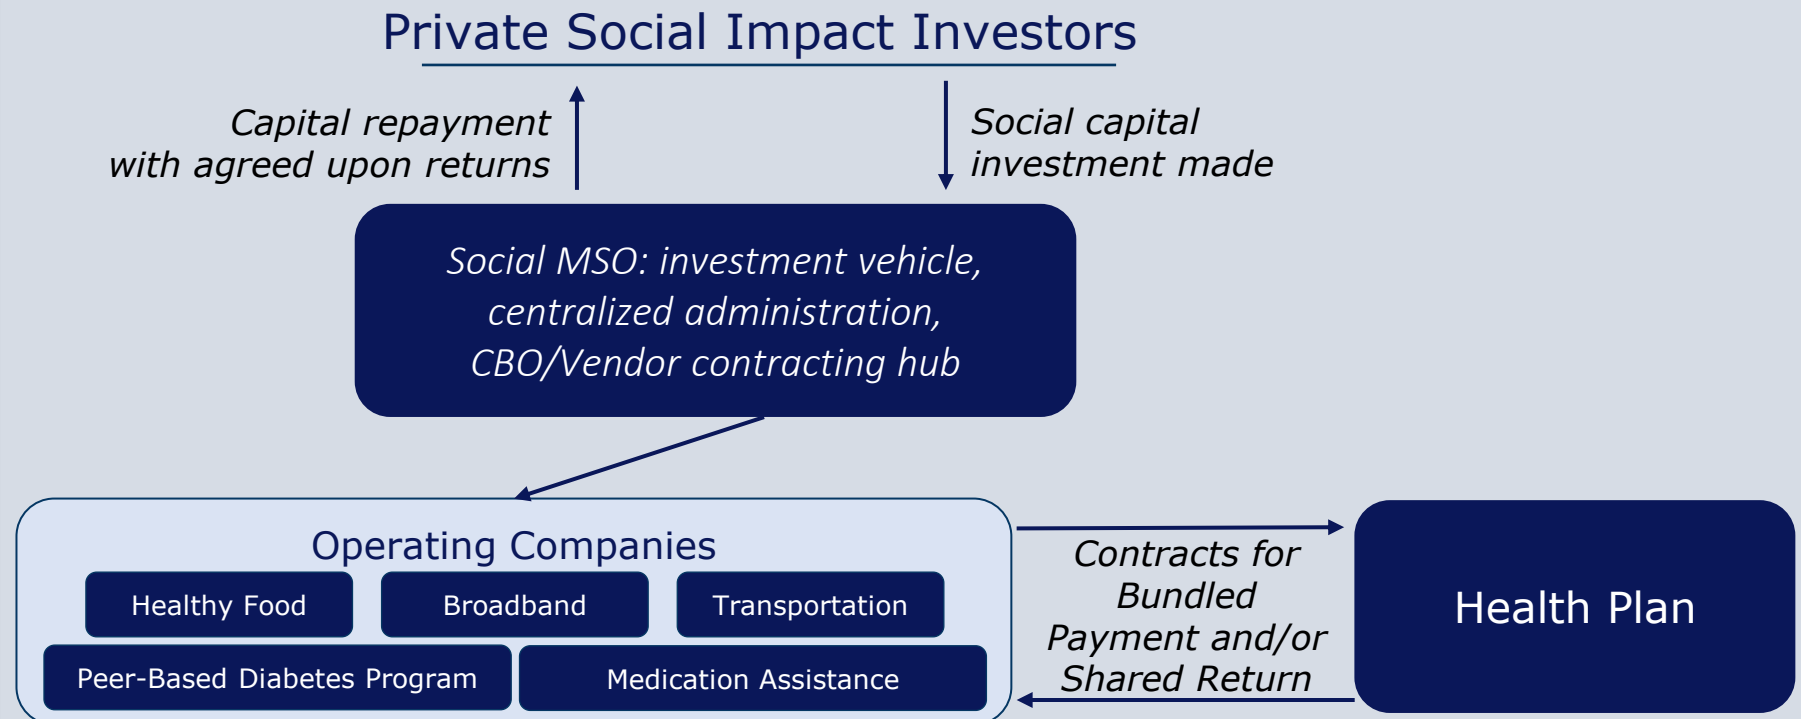 Private Social Impact Investors
Capital repayment
with agreed upon returns
Social capital
investment made
Social MSO: investment vehicle,
centralized administration,
CBO/Vendor contracting hub
Operating Companies
Healthy Food
Broadband
Transportation
Peer-Based Diabetes Program
Medication Assistance
Contracts for
Bundled
Payment and/or
Shared Return
Health Plan